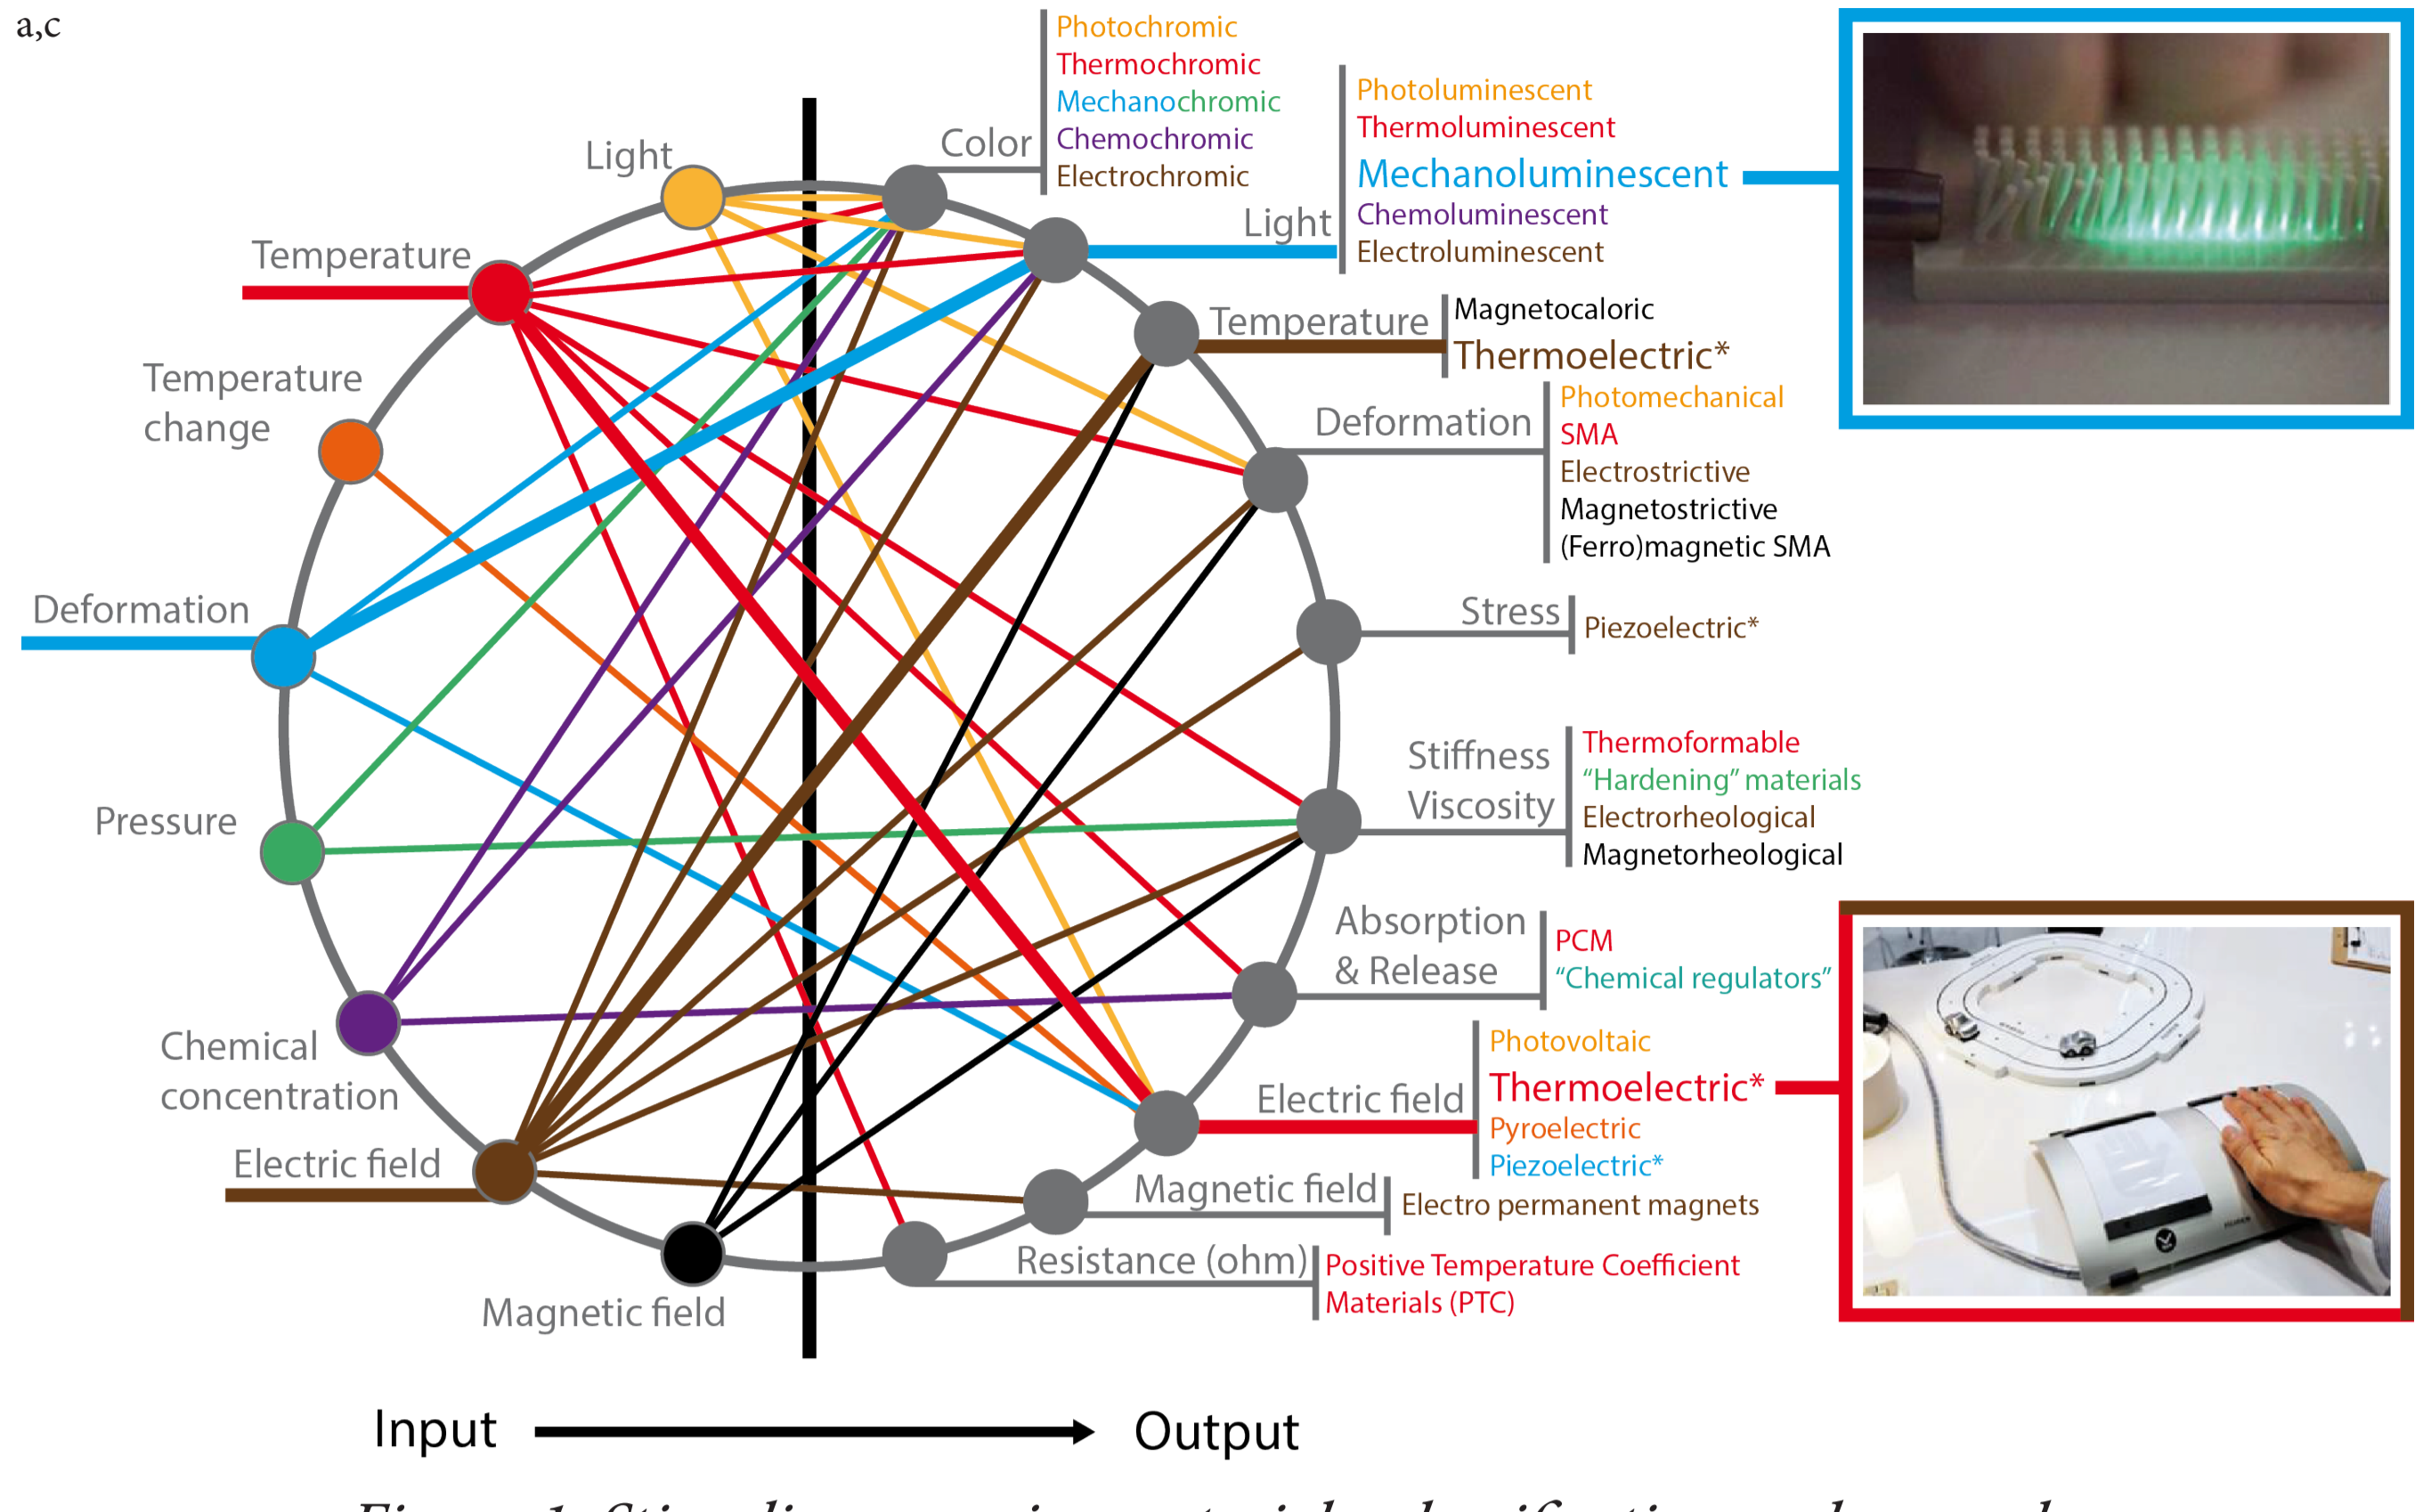 a,c
Photochromic
Thermochromic
Mechanochromic
Chemochromic
Electrochromic
Color
Light
Photoluminescent
Thermoluminescent
Mechanoluminescent
Chemoluminescent
Electroluminescent
Light
Temperature
Temperature
change
Deformation
Pressure
Chemical
concentration
Electric field
Magnetic field
Temperature
Magnetocaloric
Thermoelectric*
Deformation
Photomechanical
SMA
Electrostrictive
Magnetostrictive
(Ferro)magnetic SMA
Stress
Piezoelectric*
Stiffness
Viscosity
Thermoformable
“Hardening” materials
Electrorheological
Magnetorheological
Absorption
& Release
PCM
“Chemical regulators”
Electric field
Photovoltaic
Thermoelectric*
Pyroelectric
Piezoelectric*
Magnetic field
Electro permanent magnets
Resistance (ohm)
Positive Temperature Coefficient
Materials (PTC)
Input
Output